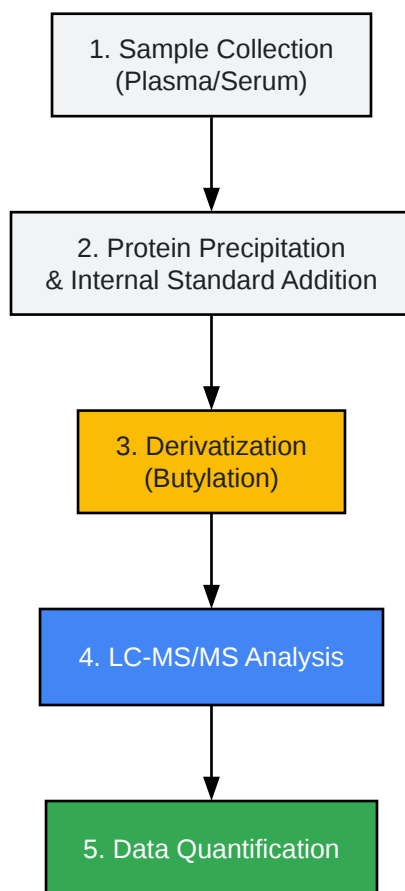 1. Sample Collection
(Plasma/Serum)
2. Protein Precipitation
& Internal Standard Addition
3. Derivatization
(Butylation)
4. LC-MS/MS Analysis
5. Data Quantification